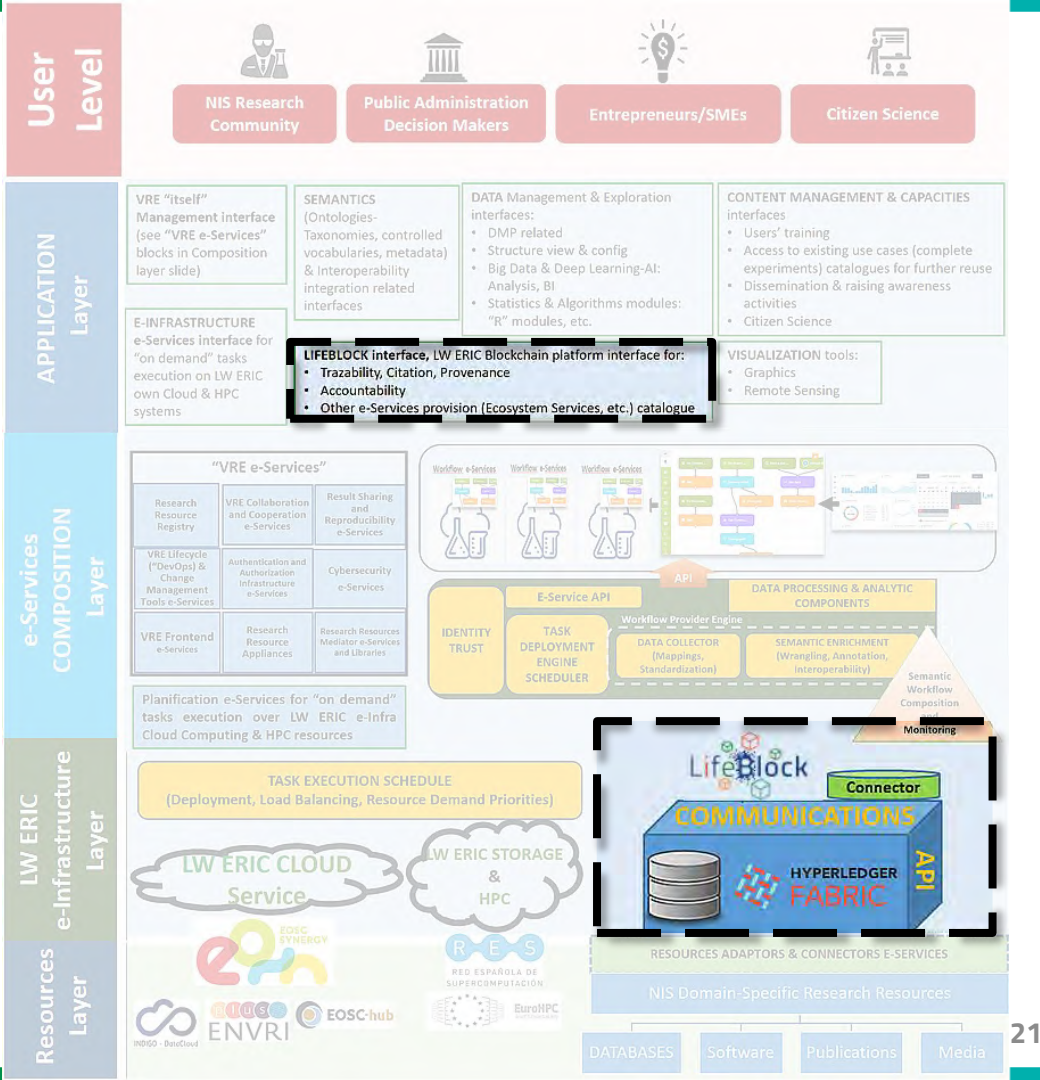 User
Level
NIS Research
Community
Public Administration
Decision Makers
Entrepreneurs/SMEs
Citizen Science
APPLICATION
Layer
VRE “itself”
Management interface
(see “VRE e-Services”
blocks in Composition
layer slide)
SEMANTICS
(Ontologies-
Taxonomies, controlled
vocabularies, metadata)
& Interoperability
integration related
interfaces
DATA Management & Exploration
interfaces:
• DMP related
• Structure view & config
• Big Data & Deep Learning-AI:
Analysis, BI
• Statistics & Algorithms modules:
“R” modules, etc.
CONTENT MANAGEMENT & CAPACITIES
interfaces
• Users’ training
• Access to existing use cases (complete
experiments) catalogues for further reuse
• Dissemination & raising awareness
activities
• Citizen Science
E-INFRASTRUCTURE
e-Services interface for
“on demand” tasks
execution on LW ERIC
own Cloud & HPC
systems
LIFEBLOCK interface, LW ERIC Blockchain platform interface for:
• Trazability, Citation, Provenance
• Accountability
• Other e-Services provision (Ecosystem Services, etc.) catalogue
VISUALIZATION tools:
• Graphics
• Remote Sensing
e-Services
COMPOSITION
Layer
“VRE e-Services”
Research
Resource
Registry
VRE Collaboration
and Cooperation
e-Services
Result Sharing
and
Reproducibility
e-Services
VRE Lifecycle
(“DevOps) &
Change
Management
Tools e-Services
Authentication and
Authorization
Infrastructure
e-Services
Cybersecurity
e-Services
VRE Frontend
e-Services
Research
Resource
Appliances
Research Resources
Mediator e-Services
and Libraries
Planification e-Services for “on demand”
tasks execution over LW ERIC e-Infra
Cloud Computing & HPC resources
Workflow e-Services
Workflow e-Services
Workflow e-Services
API
IDENTITY
TRUST
E-Service API
TASK
DEPLOYMENT
ENGINE
SCHEDULER
DATA PROCESSING & ANALYTIC
COMPONENTS
Workflow Provider Engine
DATA COLLECTOR
(Mappings,
Standardization)
SEMANTIC ENRICHMENT
(Wrangling, Annotation,
Interoperability)
Semantic
Workflow
Composition
and
Monitoring
LW ERIC
e-Infrastructure
Layer
TASK EXECUTION SCHEDULE
(Deployment, Load Balancing, Resource Demand Priorities)
LW ERIC CLOUD
Service
LW ERIC STORAGE
&
HPC
LifeBlock
Connector
COMMUNICATIONS
API
HYPERLEDGER
FABRIC
Resources
Layer
EOSC
SYNERGY
INDIGO - DataCloud
PLUS
ENVRI
EOSC-hub
RES
RED ESPAÑOLA DE
SUPERCOMPUTACIÓN
EuroHPC
RESOURCES ADAPTORS & CONNECTORS E-SERVICES
NIS Domain-Specific Research Resources
DATABASES
Software
Publications
Media
21